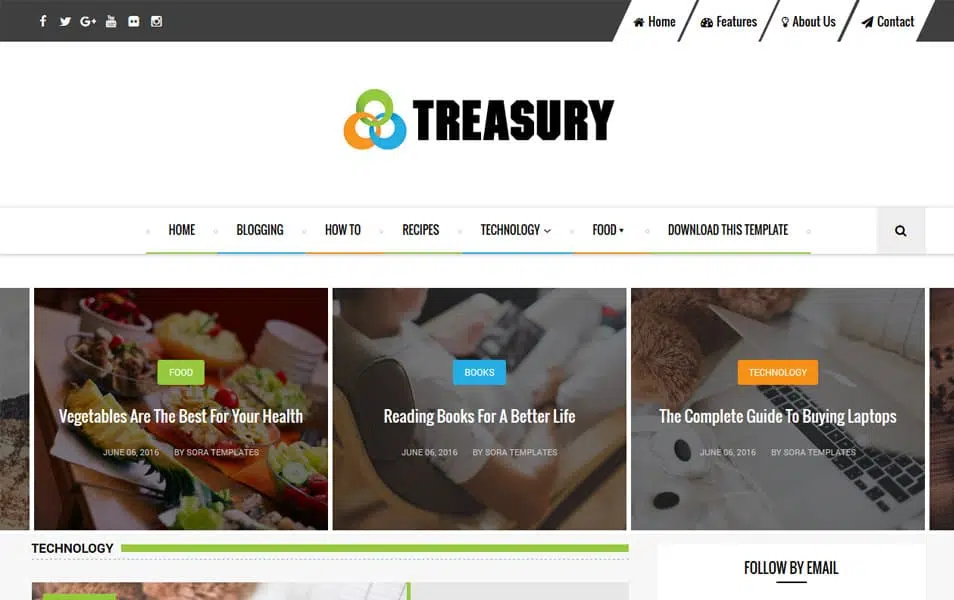 Home
Features
About Us
Contact
TREASURY
HOME
BLOGGING
HOW TO
RECIPES
TECHNOLOGY
FOOD
DOWNLOAD THIS TEMPLATE
FOOD
Vegetables Are The Best For Your Health
JUNE 06, 2016 BY SORA TEMPLATES
BOOKS
Reading Books For A Better Life
JUNE 06, 2016 BY SORA TEMPLATES
TECHNOLOGY
The Complete Guide To Buying Laptops
JUNE 06, 2016 BY SORA TEMPLATES
TECHNOLOGY
FOLLOW BY EMAIL